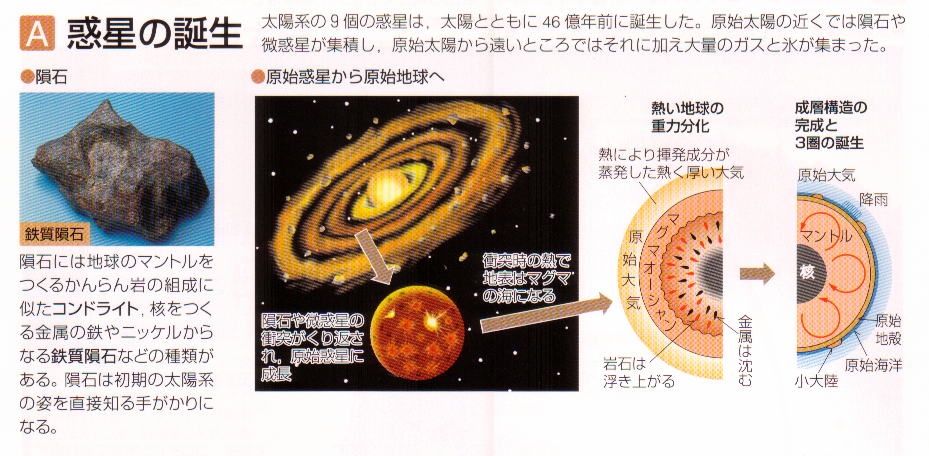 A 惑星の誕生
太陽系の9個の惑星は，太陽とともに46億年前に誕生した。原始太陽の近くでは隕石や
微惑星が集積し，原始太陽から遠いところではそれに加え大量のガスと氷が集まった。
●隕石
鉄質隕石
隕石には地球のマントルを
つくるかんらん岩の組成に
似たコンドライト，核をつく
る金属の鉄やニッケルから
なる鉄質隕石などの種類が
ある。隕石は初期の太陽系
の姿を直接知る手がかりに
なる。
●原始惑星から原始地球へ
隕石や微惑星の
衝突がくり返さ
れ，原始惑星に
成長
衝突時の熱で
地表はマグマ
の海になる
熱い地球の
重力分化
熱により揮発成分が
蒸発した熱く厚い大気
原始大気
マグマオーシャン
岩石は
浮き上がる
金属は沈む
成層構造の
完成と
3圏の誕生
原始大気
降雨
マントル
核
原始
地殻
原始海洋
小大陸